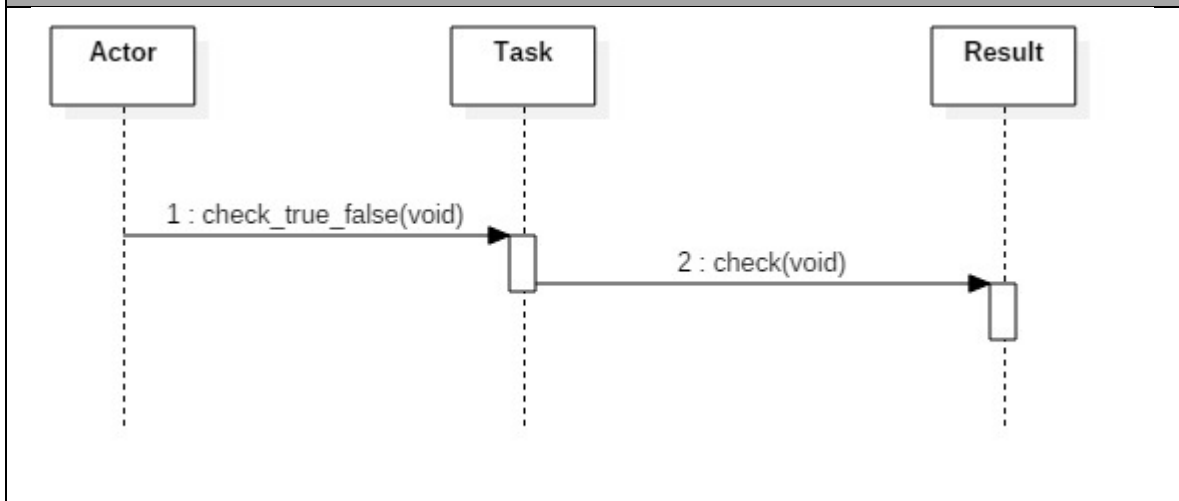 Actor
Task
Result
1 : check_true_false(void)
2 : check(void)